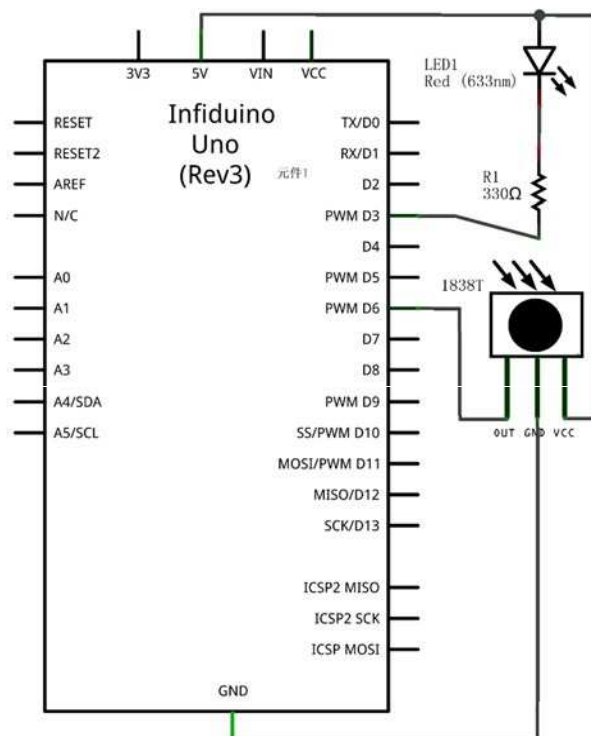 3V3
5V
VIN
VCC
LED1
Red (633nm)
Infiduino
Uno
(Rev3)
元件1
RESET
RESET2
AREF
N/C
A0
A1
A2
A3
A4/SDA
A5/SCL
TX/D0
RX/D1
D2
PWM D3
D4
PWM D5
PWM D6
D7
D8
PWM D9
SS/PWM D10
MOSI/PWM D11
MISO/D12
SCK/D13
ICSP2 MISO
ICSP2 SCK
ICSP MOSI
GND
R1
330Ω
1838T
OUT GND VCC